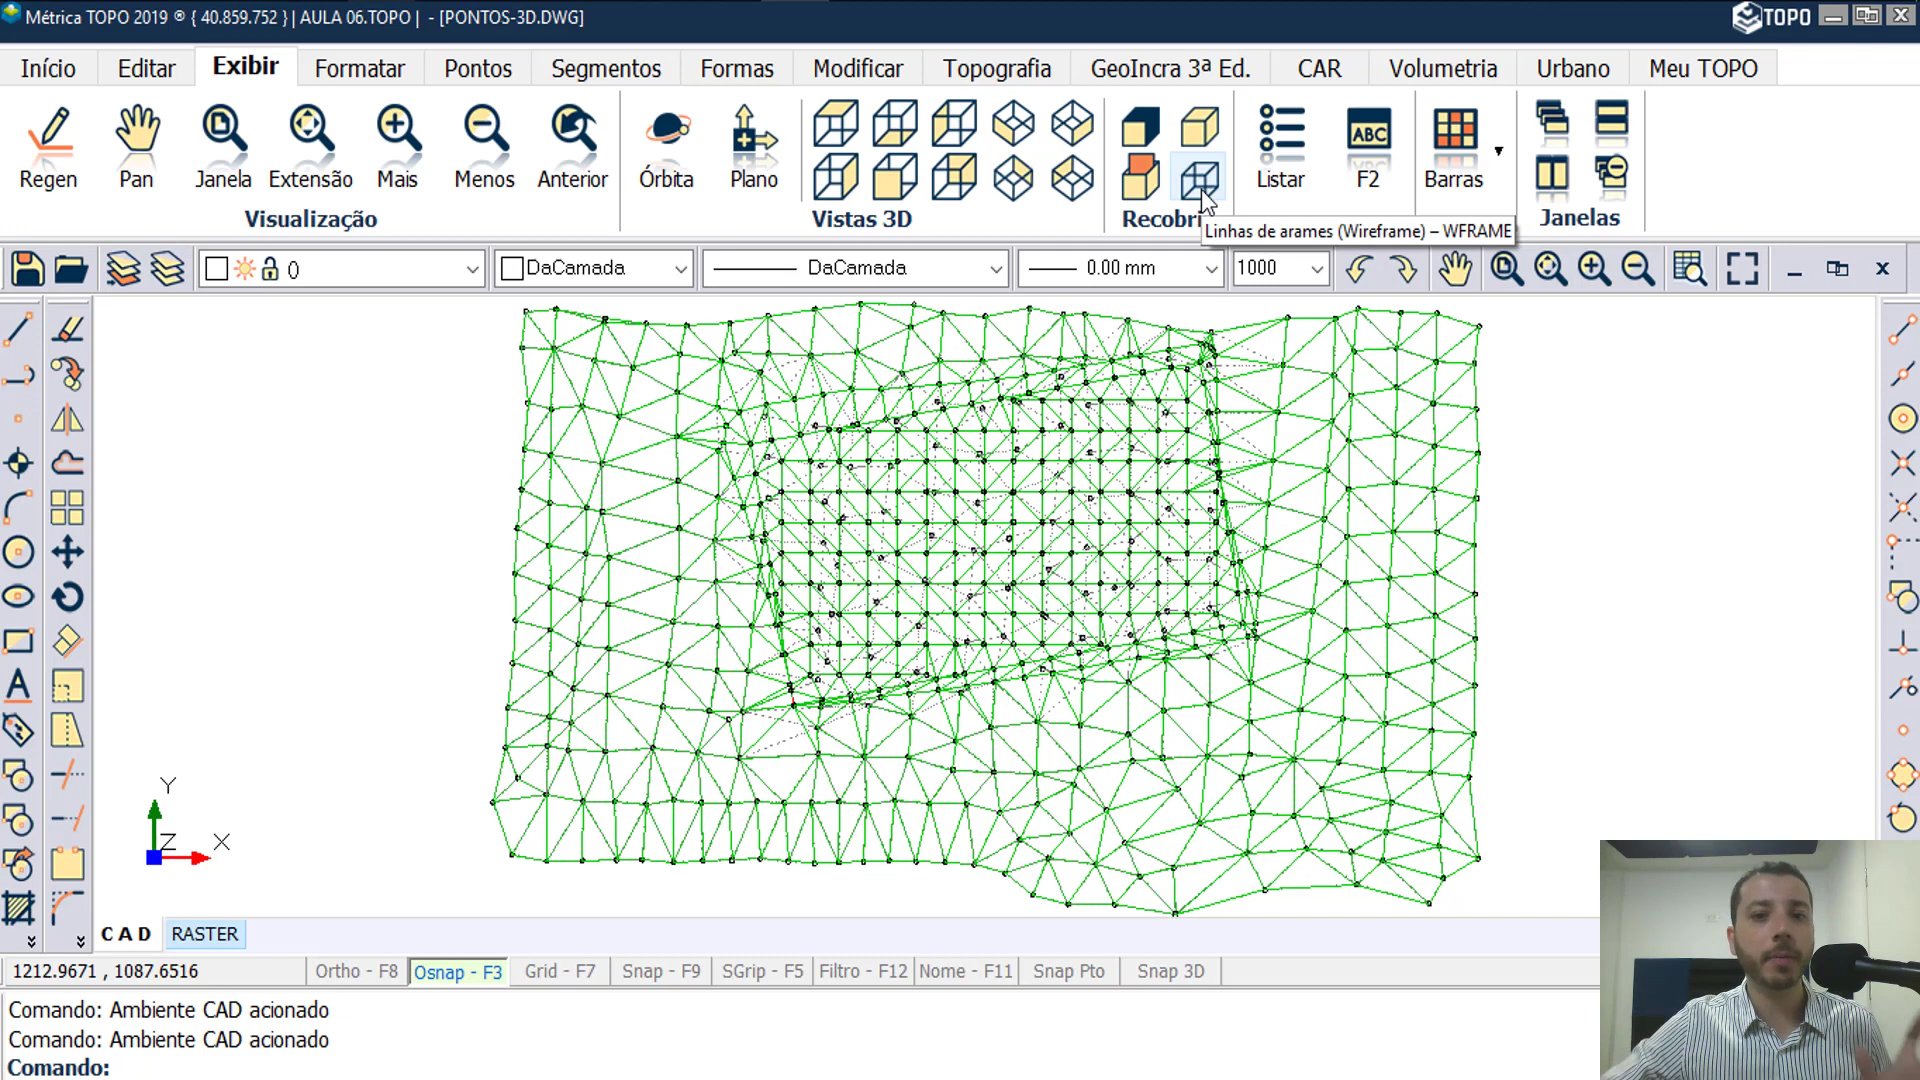 Métrica TOPO 2019 ® { 40.859.752 } | AULA 06.TOPO | - [PONTOS-3D.DWG]
TOPO
Início Editar Exibir Formatar Pontos Segmentos Formas Modificar Topografia GeoIncra 3ª Ed. CAR Volumetria Urbano Meu TOPO
ABC
Regen Pan Janela Extensão Mais Menos Anterior Órbita Plano Listar F2 Barras
Visualização Vistas 3D Recobri Janelas
Linhas de arames (Wireframe) – WFRAME
0 DaCamada DaCamada 0.00 mm 1000
A
Y
Z X
CAD RASTER
1212.9671 , 1087.6516 Ortho - F8 Osnap - F3 Grid - F7 Snap - F9 SGrip - F5 Filtro - F12 Nome - F11 Snap Pto Snap 3D
Comando: Ambiente CAD acionado
Comando: Ambiente CAD acionado
Comando: